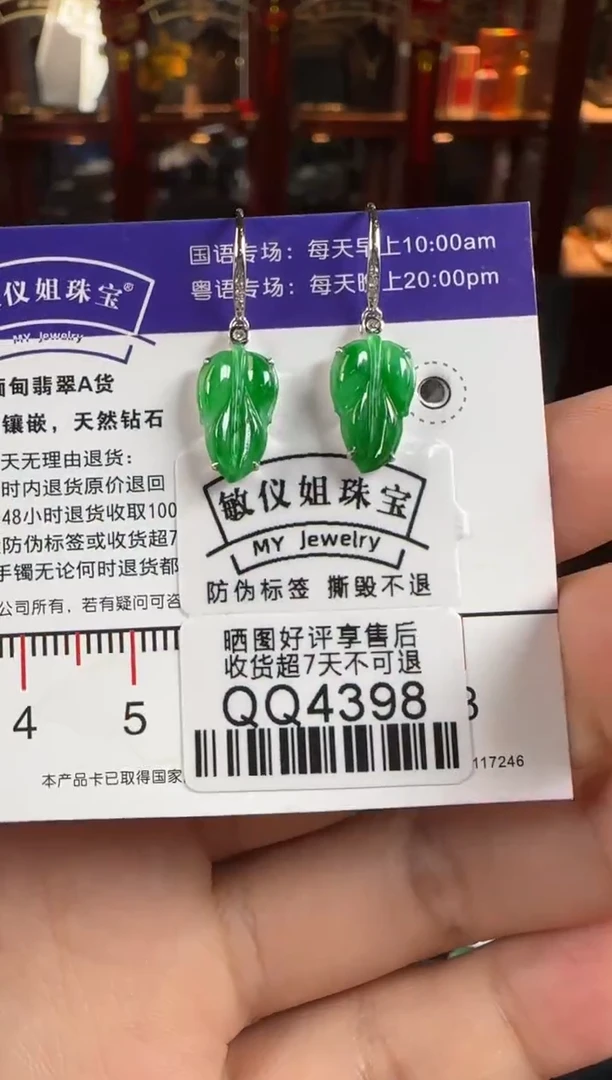 国语专场：每天早上10:00am
粤语专场：每天晚上20:00pm
仪姐珠宝®
MY Jewelry
甸翡翠A货
镶嵌，天然钻石
天无理由退货：
时内退货原价退回
48小时退货收取100
防伪标签或收货超7
手镯无论何时退货都
公司所有，若有疑问可咨
敏仪姐珠宝
MY Jewelry
防伪标签 撕毁不退
晒图好评享售后
收货超7天不可退
QQ4398
4 5 8
本产品卡已取得国家
117246